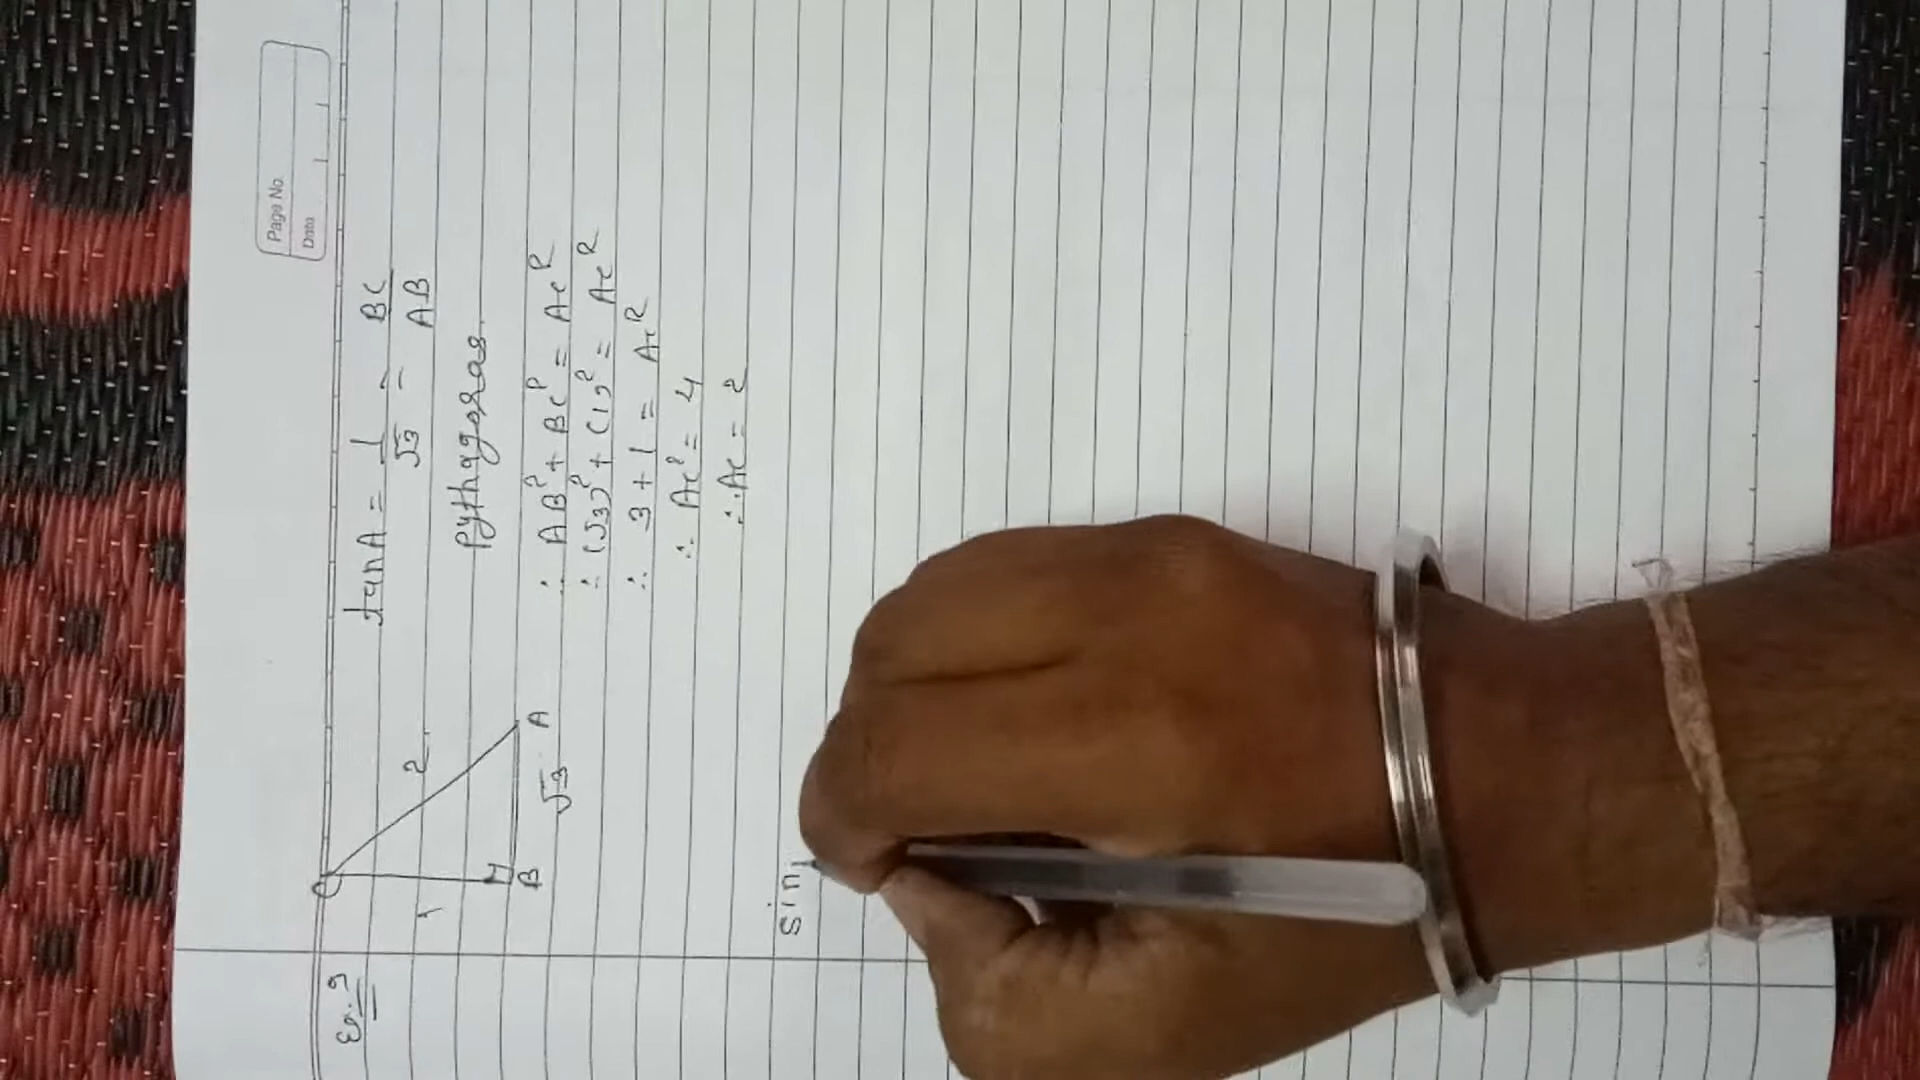 Page No.
Date
Ex. 9
C
1
2
B
√3
A
tanA = 1/√3 = BC/AB
Pythagoras.
∴ AB² + BC² = AC²
∴ (√3)² + (1)² = AC²
∴ 3 + 1 = AC²
∴ AC² = 4
∴ AC = 2
sin